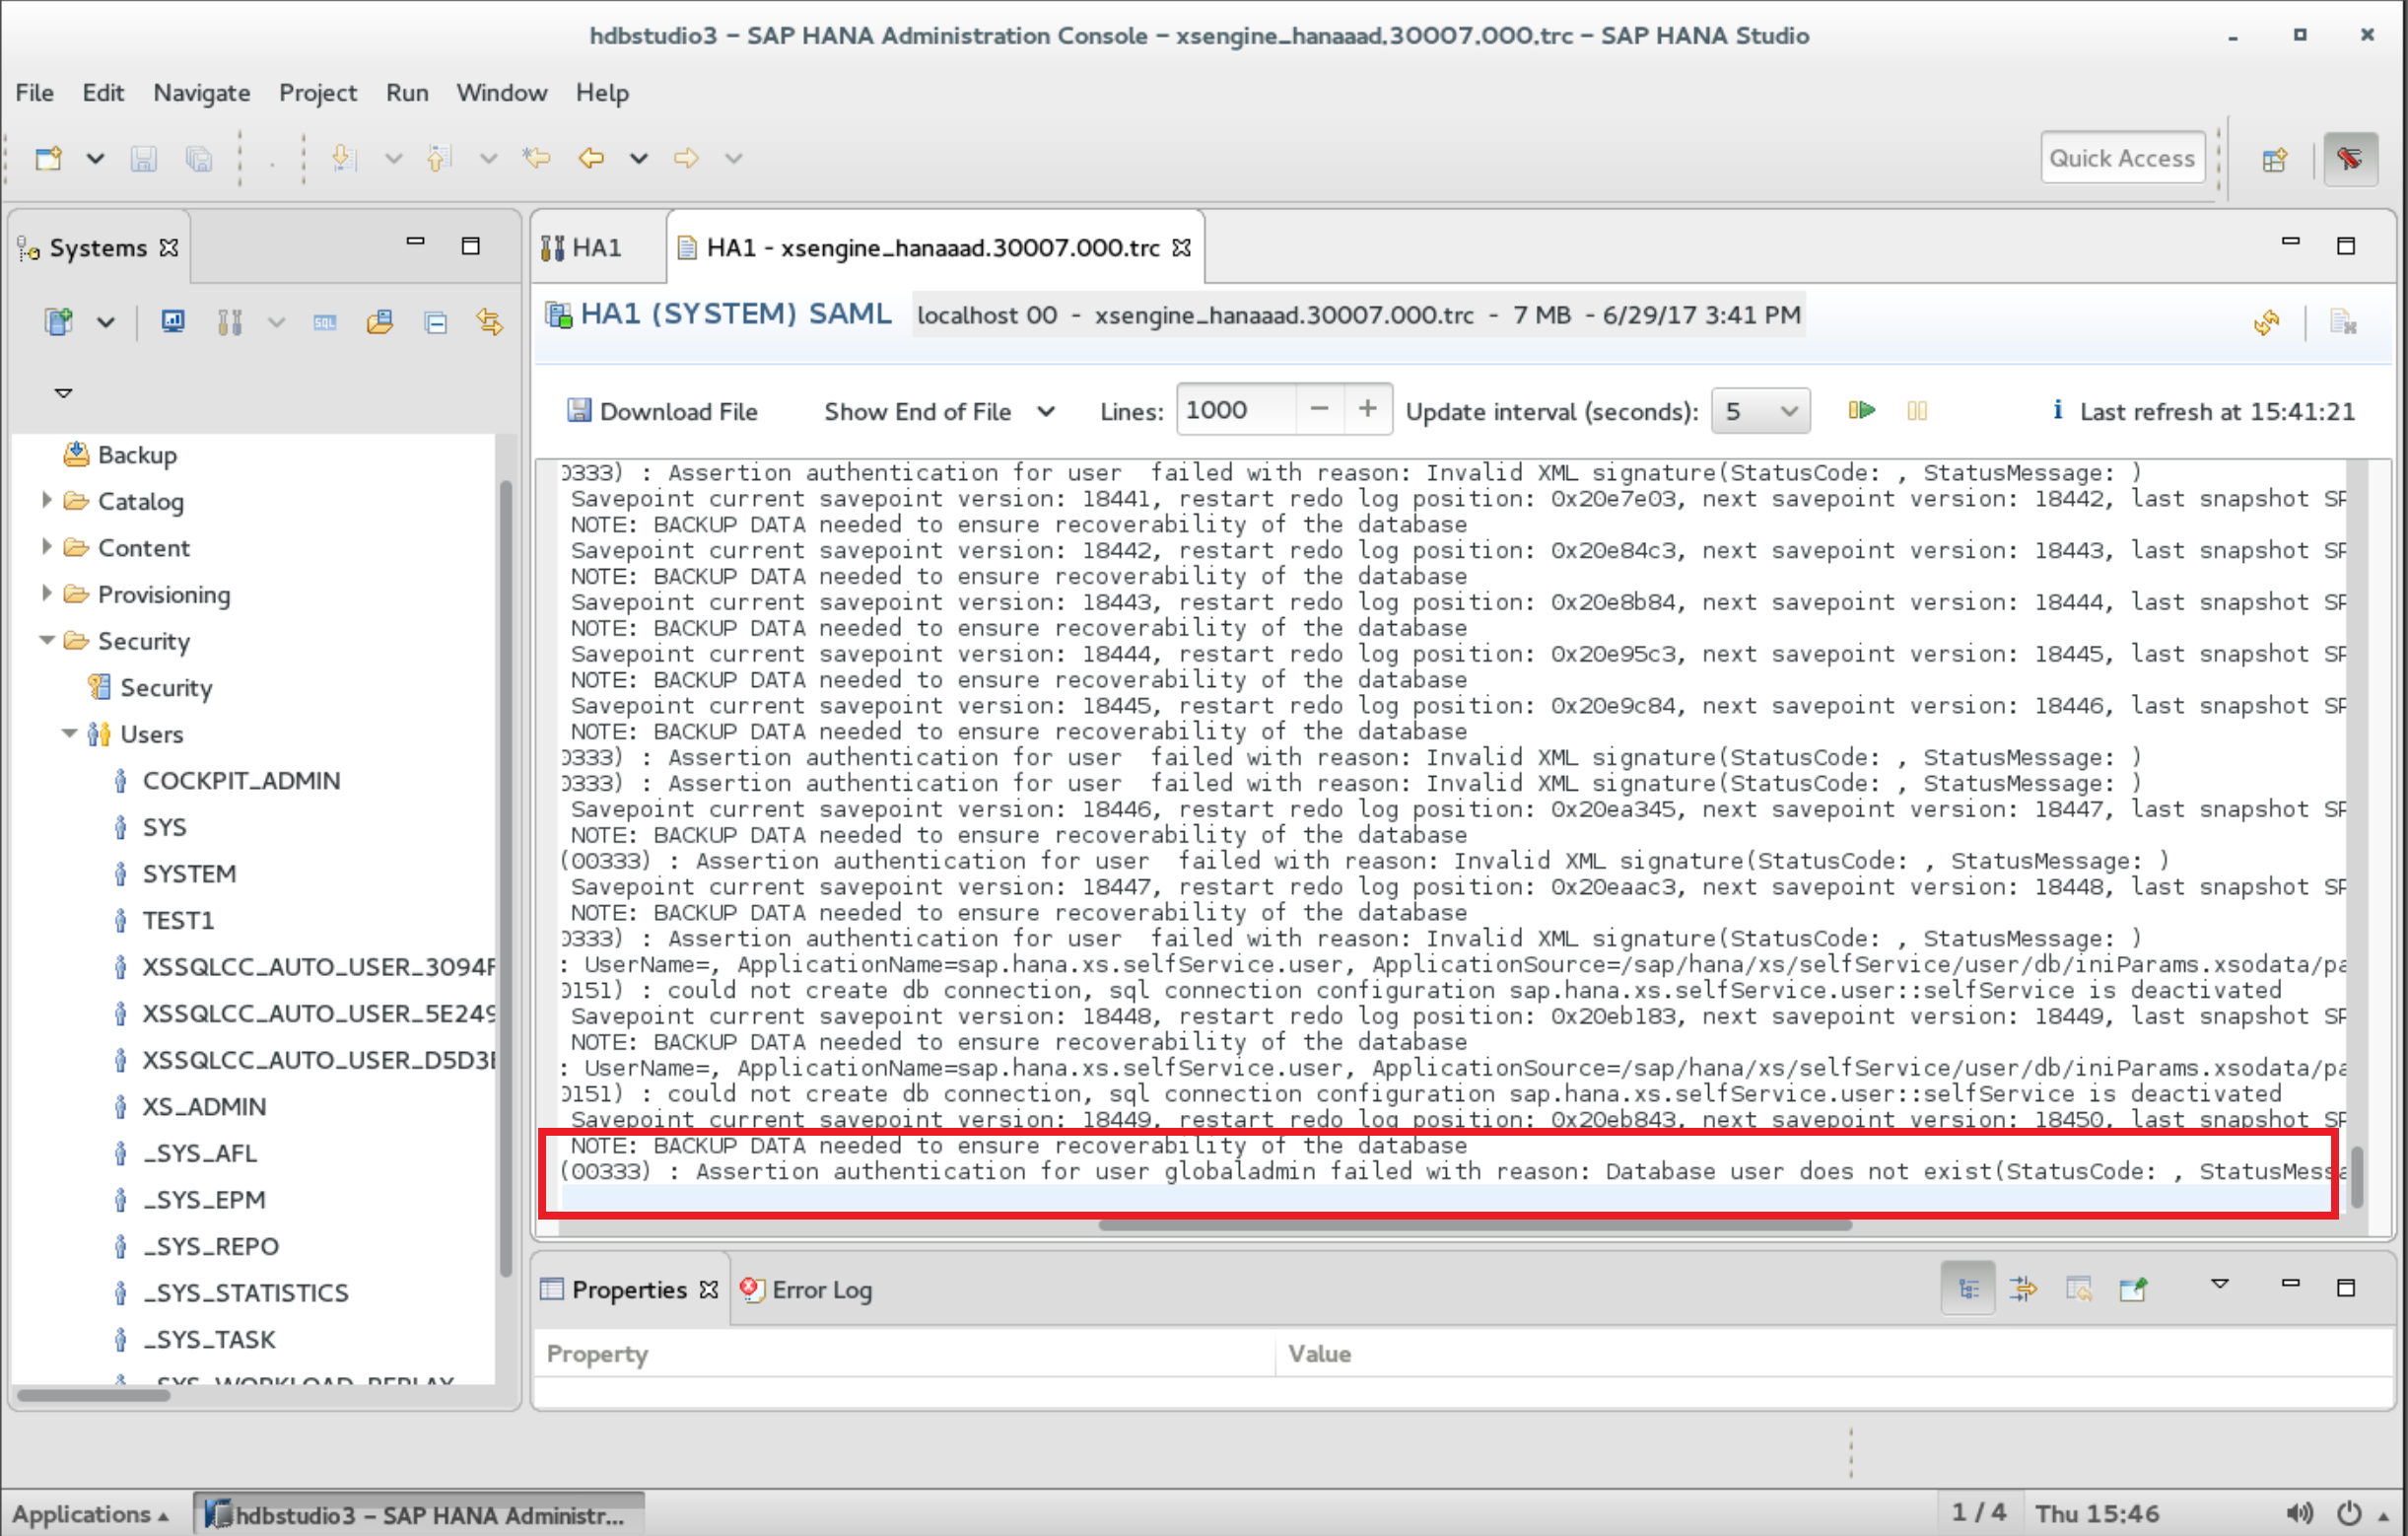 hdbstudio3 – SAP HANA Administration Console – xsengine_hanaaad.30007.000.trc – SAP HANA Studio
File Edit Navigate Project Run Window Help
Quick Access
Systems
HA1
HA1 - xsengine_hanaaad.30007.000.trc
HA1 (SYSTEM) SAML localhost 00 - xsengine_hanaaad.30007.000.trc - 7 MB - 6/29/17 3:41 PM
SQL
Download File Show End of File Lines: 1000 Update interval (seconds): 5 Last refresh at 15:41:21
Backup
Catalog
Content
Provisioning
Security
Security
Users
COCKPIT_ADMIN
SYS
SYSTEM
TEST1
XSSQLCC_AUTO_USER_3094F
XSSQLCC_AUTO_USER_5E249
XSSQLCC_AUTO_USER_D5D3
XS_ADMIN
_SYS_AFL
_SYS_EPM
_SYS_REPO
_SYS_STATISTICS
_SYS_TASK
_SYS_WORKLOAD_REPLAY
0333) : Assertion authentication for user  failed with reason: Invalid XML signature(StatusCode: , StatusMessage: )
Savepoint current savepoint version: 18441, restart redo log position: 0x20e7e03, next savepoint version: 18442, last snapshot SP
NOTE: BACKUP DATA needed to ensure recoverability of the database
Savepoint current savepoint version: 18442, restart redo log position: 0x20e84c3, next savepoint version: 18443, last snapshot SP
NOTE: BACKUP DATA needed to ensure recoverability of the database
Savepoint current savepoint version: 18443, restart redo log position: 0x20e8b84, next savepoint version: 18444, last snapshot SP
NOTE: BACKUP DATA needed to ensure recoverability of the database
Savepoint current savepoint version: 18444, restart redo log position: 0x20e95c3, next savepoint version: 18445, last snapshot SP
NOTE: BACKUP DATA needed to ensure recoverability of the database
Savepoint current savepoint version: 18445, restart redo log position: 0x20e9c84, next savepoint version: 18446, last snapshot SP
NOTE: BACKUP DATA needed to ensure recoverability of the database
0333) : Assertion authentication for user  failed with reason: Invalid XML signature(StatusCode: , StatusMessage: )
0333) : Assertion authentication for user  failed with reason: Invalid XML signature(StatusCode: , StatusMessage: )
Savepoint current savepoint version: 18446, restart redo log position: 0x20ea345, next savepoint version: 18447, last snapshot SP
NOTE: BACKUP DATA needed to ensure recoverability of the database
(00333) : Assertion authentication for user  failed with reason: Invalid XML signature(StatusCode: , StatusMessage: )
Savepoint current savepoint version: 18447, restart redo log position: 0x20eaac3, next savepoint version: 18448, last snapshot SP
NOTE: BACKUP DATA needed to ensure recoverability of the database
0333) : Assertion authentication for user  failed with reason: Invalid XML signature(StatusCode: , StatusMessage: )
: UserName=, ApplicationName=sap.hana.xs.selfService.user, ApplicationSource=/sap/hana/xs/selfService/user/db/iniParams.xsodata/pa
0151) : could not create db connection, sql connection configuration sap.hana.xs.selfService.user::selfService is deactivated
Savepoint current savepoint version: 18448, restart redo log position: 0x20eb183, next savepoint version: 18449, last snapshot SP
NOTE: BACKUP DATA needed to ensure recoverability of the database
: UserName=, ApplicationName=sap.hana.xs.selfService.user, ApplicationSource=/sap/hana/xs/selfService/user/db/iniParams.xsodata/pa
0151) : could not create db connection, sql connection configuration sap.hana.xs.selfService.user::selfService is deactivated
Savepoint current savepoint version: 18449, restart redo log position: 0x20eb843, next savepoint version: 18450, last snapshot SP
NOTE: BACKUP DATA needed to ensure recoverability of the database
(00333) : Assertion authentication for user globaladmin failed with reason: Database user does not exist(StatusCode: , StatusMessa
Properties
Error Log
Property Value
Applications hdbstudio3 – SAP HANA Administr... 1 / 4 Thu 15:46